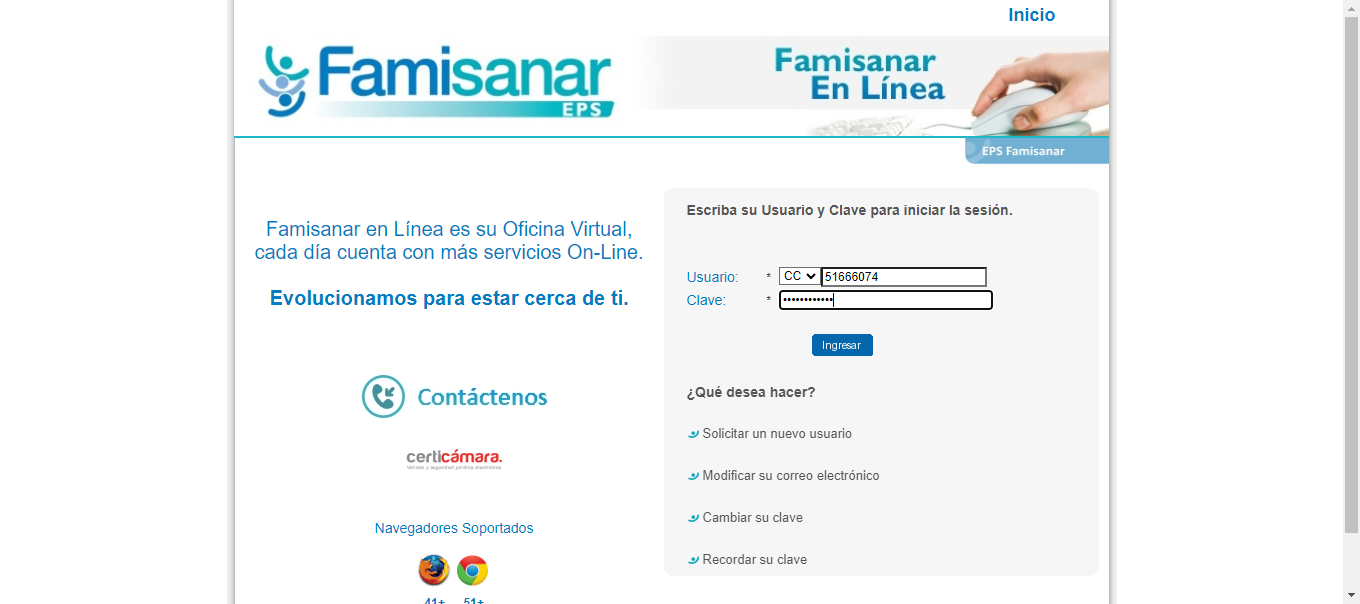 Inicio
Famisanar
EPS
Famisanar
En Línea
EPS Famisanar
Famisanar en Línea es su Oficina Virtual,
cada día cuenta con más servicios On-Line.
Evolucionamos para estar cerca de ti.
Contáctenos
certicámara.
Validez y seguridad jurídica electrónica
Navegadores Soportados
41+ 51+
Escriba su Usuario y Clave para iniciar la sesión.
Usuario: * CC 51666074
Clave: * ••••••••••••
Ingresar
¿Qué desea hacer?
Solicitar un nuevo usuario
Modificar su correo electrónico
Cambiar su clave
Recordar su clave